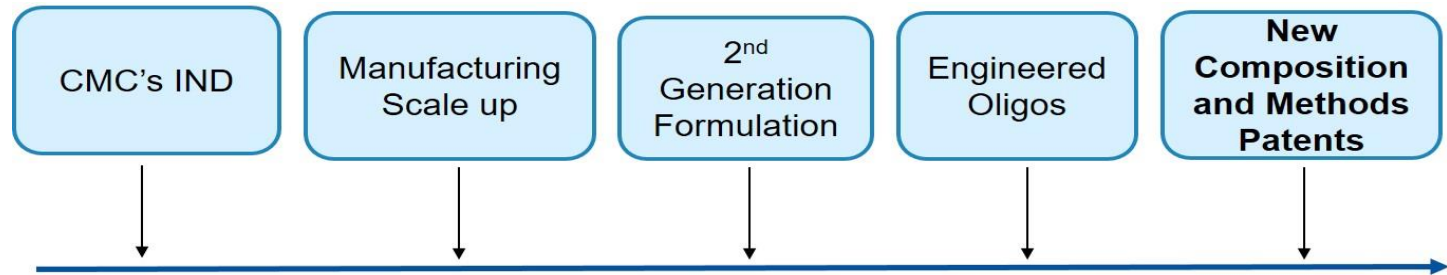 CMC’s IND
Manufacturing
Scale up
2nd
Generation
Formulation
Engineered
Oligos
New
Composition
and Methods
Patents